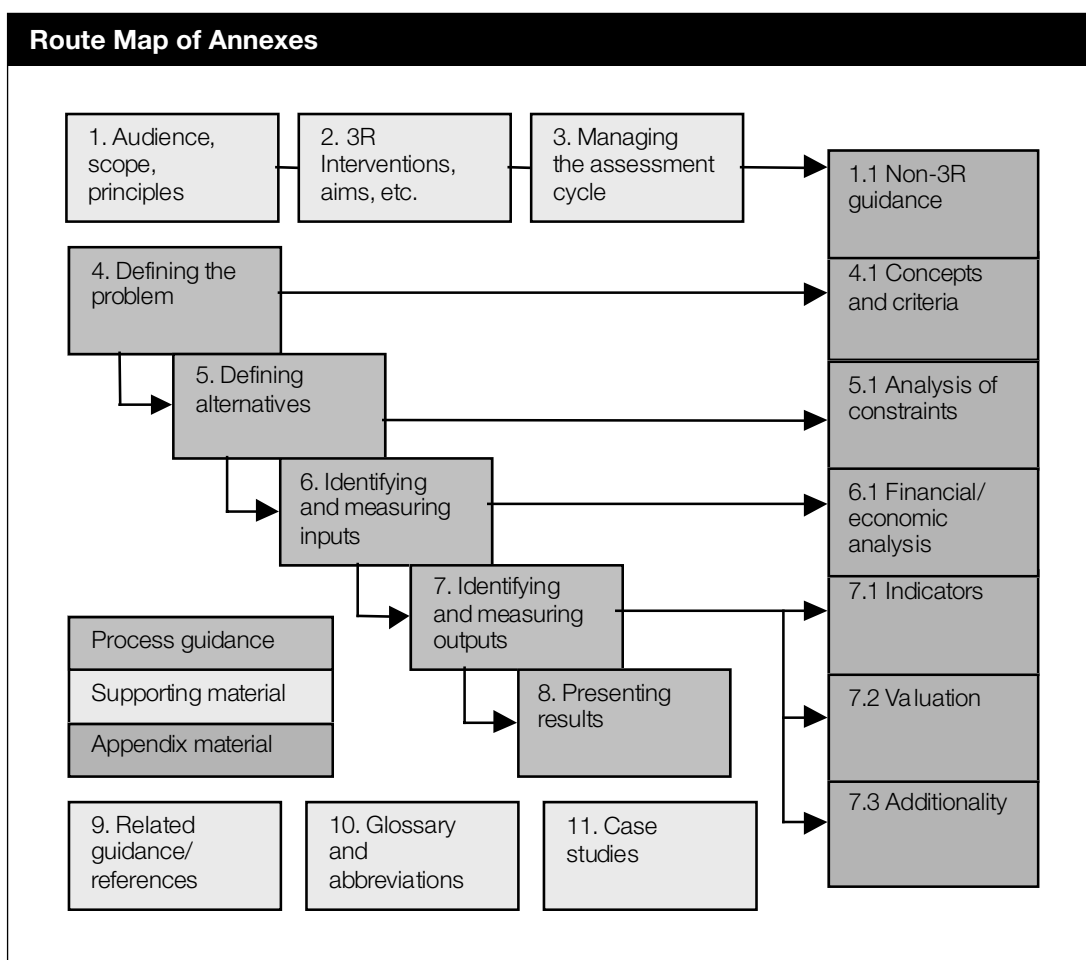 Route Map of Annexes
1. Audience,
scope,
principles
2. 3R
Interventions,
aims, etc.
3. Managing
the assessment
cycle
1.1 Non-3R
guidance
4. Defining the
problem
4.1 Concepts
and criteria
5. Defining
alternatives
5.1 Analysis of
constraints
6. Identifying
and measuring
inputs
6.1 Financial/
economic
analysis
7. Identifying
and measuring
outputs
7.1 Indicators
Process guidance
Supporting material
Appendix material
8. Presenting
results
7.2 Valuation
7.3 Additionality
9. Related
guidance/
references
10. Glossary
and
abbreviations
11. Case
studies